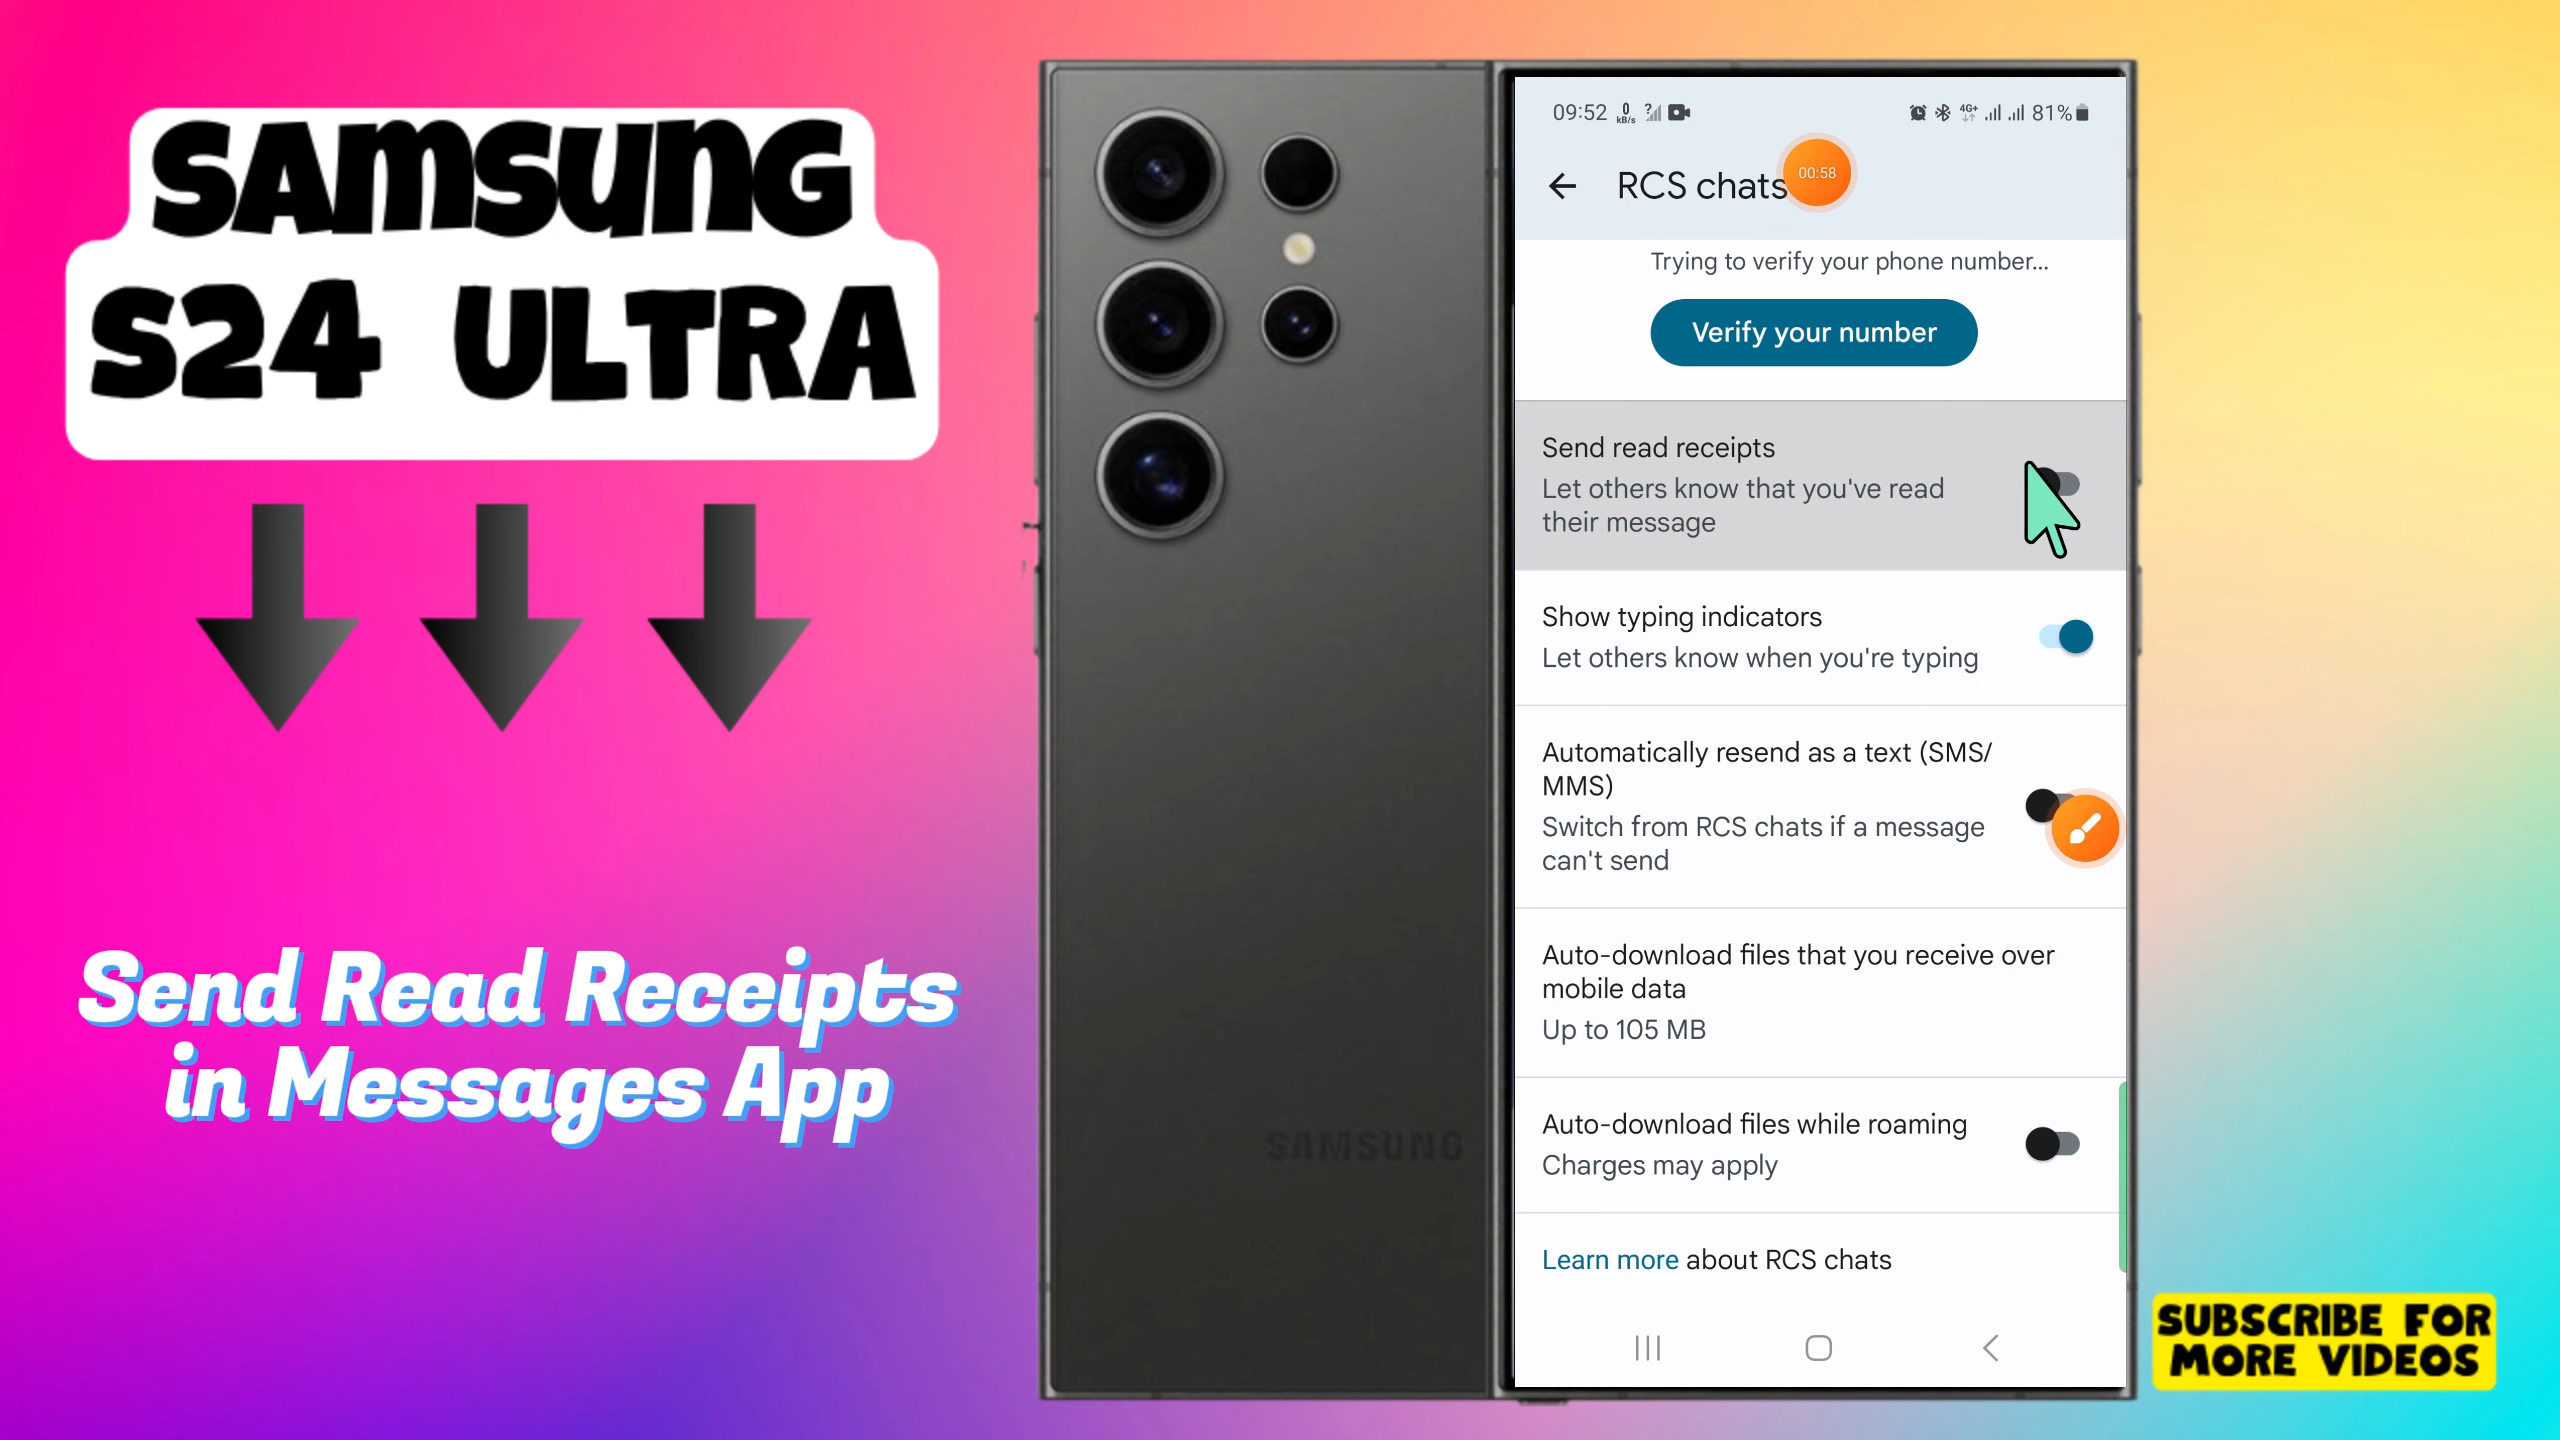 SAMSUNG
S24 ULTRA
Send Read Receipts
in Messages App
SAMSUNG
09:52 0 kB/s ? 4G+ 81%
RCS chats
00:58
Trying to verify your phone number...
Verify your number
Send read receipts
Let others know that you've read
their message
Show typing indicators
Let others know when you're typing
Automatically resend as a text (SMS/
MMS)
Switch from RCS chats if a message
can't send
Auto-download files that you receive over
mobile data
Up to 105 MB
Auto-download files while roaming
Charges may apply
Learn more about RCS chats
SUBSCRIBE FOR
MORE VIDEOS